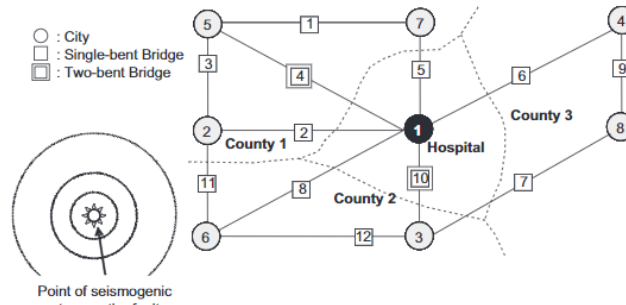 : City
: Single-bent Bridge
: Two-bent Bridge
5
1
7
4
3
4
5
6
9
County 3
2
County 1
2
1
Hospital
8
11
8
10
7
County 2
6
12
3
Point of seismogenic